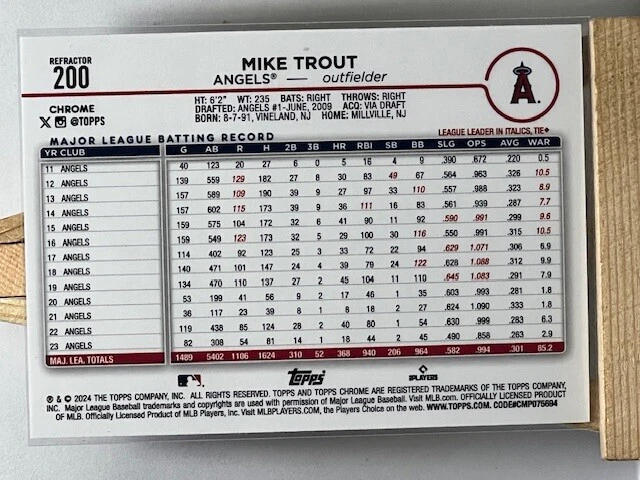 REFRACTOR
200
MIKE TROUT
ANGELS® — outfielder
A
CHROME
@TOPPS
HT: 6'2" WT: 235 BATS: RIGHT THROWS: RIGHT
DRAFTED: ANGELS #1-JUNE, 2009 ACQ: VIA DRAFT
BORN: 8-7-91, VINELAND, NJ HOME: MILLVILLE, NJ
MAJOR LEAGUE BATTING RECORD LEAGUE LEADER IN ITALICS, TIE♦
YR CLUB G AB R H 2B 3B HR RBI SB BB SLG OPS AVG WAR
11 ANGELS 40 123 20 27 6 0 5 16 4 9 .390 .672 .220 0.5
12 ANGELS 139 559 129 182 27 8 30 83 49 67 .564 .963 .326 10.5
13 ANGELS 157 589 109 190 39 9 27 97 33 110 .557 .988 .323 8.9
14 ANGELS 157 602 115 173 39 9 36 111 16 83 .561 .939 .287 7.7
15 ANGELS 159 575 104 172 32 6 41 90 11 92 .590 .991 .299 9.6
16 ANGELS 159 549 123 173 32 5 29 100 30 116 .550 .991 .315 10.5
17 ANGELS 114 402 92 123 25 3 33 72 22 94 .629 1.071 .306 6.9
18 ANGELS 140 471 101 147 24 4 39 79 24 122 .628 1.088 .312 9.9
19 ANGELS 134 470 110 137 27 2 45 104 11 110 .645 1.083 .291 7.9
20 ANGELS 53 199 41 56 9 2 17 46 1 35 .603 .993 .281 1.8
21 ANGELS 36 117 23 39 8 1 8 18 2 27 .624 1.090 .333 1.8
22 ANGELS 119 438 85 124 28 2 40 80 1 54 .630 .999 .283 6.3
23 ANGELS 82 308 54 81 14 1 18 44 2 45 .490 .858 .263 2.9
MAJ. LEA. TOTALS 1489 5402 1106 1624 310 52 368 940 206 964 .582 .994 .301 85.2
Topps
PLAYERS
® & © 2024 THE TOPPS COMPANY, INC. ALL RIGHTS RESERVED. TOPPS AND TOPPS CHROME ARE REGISTERED TRADEMARKS OF THE TOPPS COMPANY,
INC. Major League Baseball trademarks and copyrights are used with permission of Major League Baseball. Visit MLB.com. OFFICIALLY LICENSED PRODUCT
OF MLB. Officially Licensed Product of MLB Players, Inc. Visit MLBPLAYERS.COM, the Players Choice on the web. WWW.TOPPS.COM. CODE#CMP075694